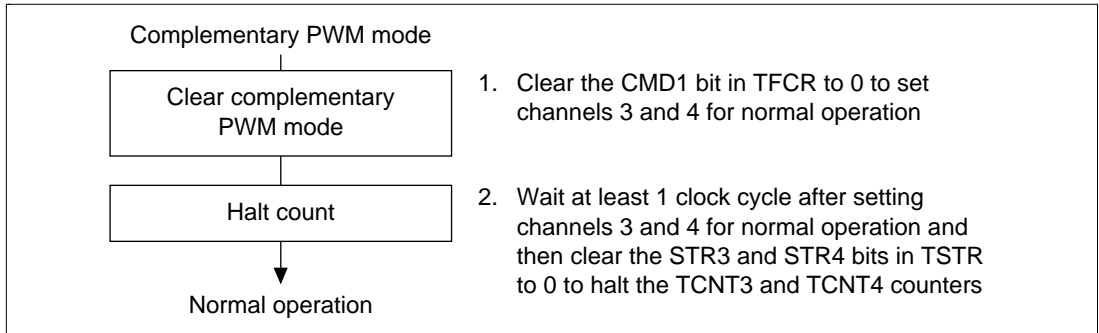 Complementary PWM mode
Clear complementary
PWM mode
1. Clear the CMD1 bit in TFCR to 0 to set
channels 3 and 4 for normal operation
Halt count
2. Wait at least 1 clock cycle after setting
channels 3 and 4 for normal operation and
then clear the STR3 and STR4 bits in TSTR
to 0 to halt the TCNT3 and TCNT4 counters
Normal operation